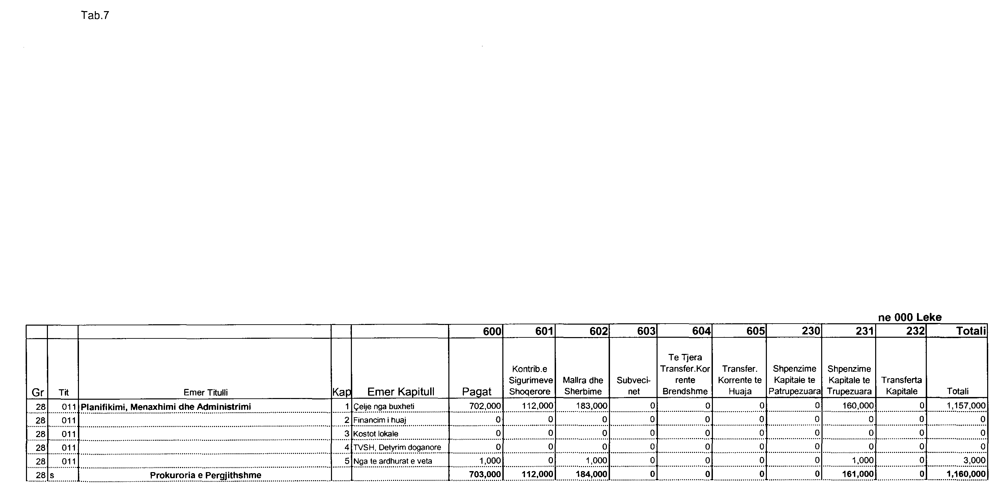 Tab.7
ne 000 Leke
600 601 602 603 604 605 230 231 232 Totali
Gr Tit Emer Titulli Kap Emer Kapitull Pagat Kontrib.e Sigurimeve Shoqerore Mallra dhe Sherbime Subveci-net Te Tjera Transfer.Korrente Brendshme Transfer. Korrente te Huaja Shpenzime Kapitale te Patrupezuara Shpenzime Kapitale te Trupezuara Transferta Kapitale Totali
28 011 Planifikimi, Menaxhimi dhe Administrimi 1 Çelje nga buxheti 702,000 112,000 183,000 0 0 0 0 160,000 0 1,157,000
28 011 2 Financim i huaj 0 0 0 0 0 0 0 0 0 0
28 011 3 Kostot lokale 0 0 0 0 0 0 0 0 0 0
28 011 4 TVSH, Detyrim doganore 0 0 0 0 0 0 0 0 0 0
28 011 5 Nga te ardhurat e veta 1,000 0 1,000 0 0 0 0 1,000 0 3,000
28 s Prokuroria e Pergjithshme 703,000 112,000 184,000 0 0 0 0 161,000 0 1,160,000